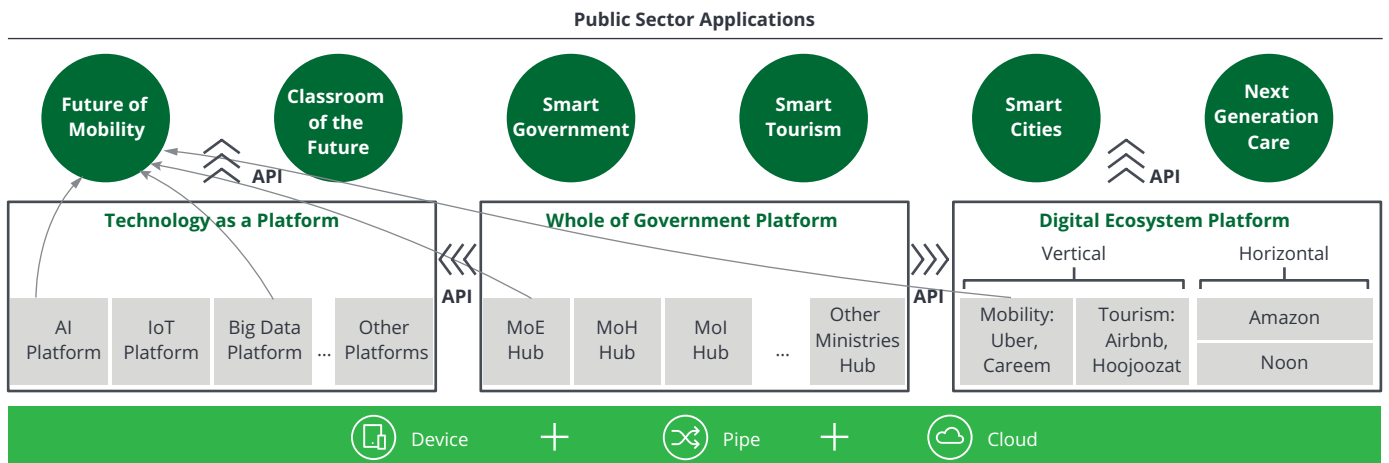 Public Sector Applications
Future of
Mobility
Classroom
of the
Future
Smart
Government
Smart
Tourism
Smart
Cities
Next
Generation
Care
API
API
Technology as a Platform
Whole of Government Platform
Digital Ecosystem Platform
Vertical
Horizontal
API
API
AI
Platform
IoT
Platform
Big Data
Platform
...
Other
Platforms
MoE
Hub
MoH
Hub
MoI
Hub
...
Other
Ministries
Hub
Mobility:
Uber,
Careem
Tourism:
Airbnb,
Hoojoozat
Amazon
Noon
Device
Pipe
Cloud